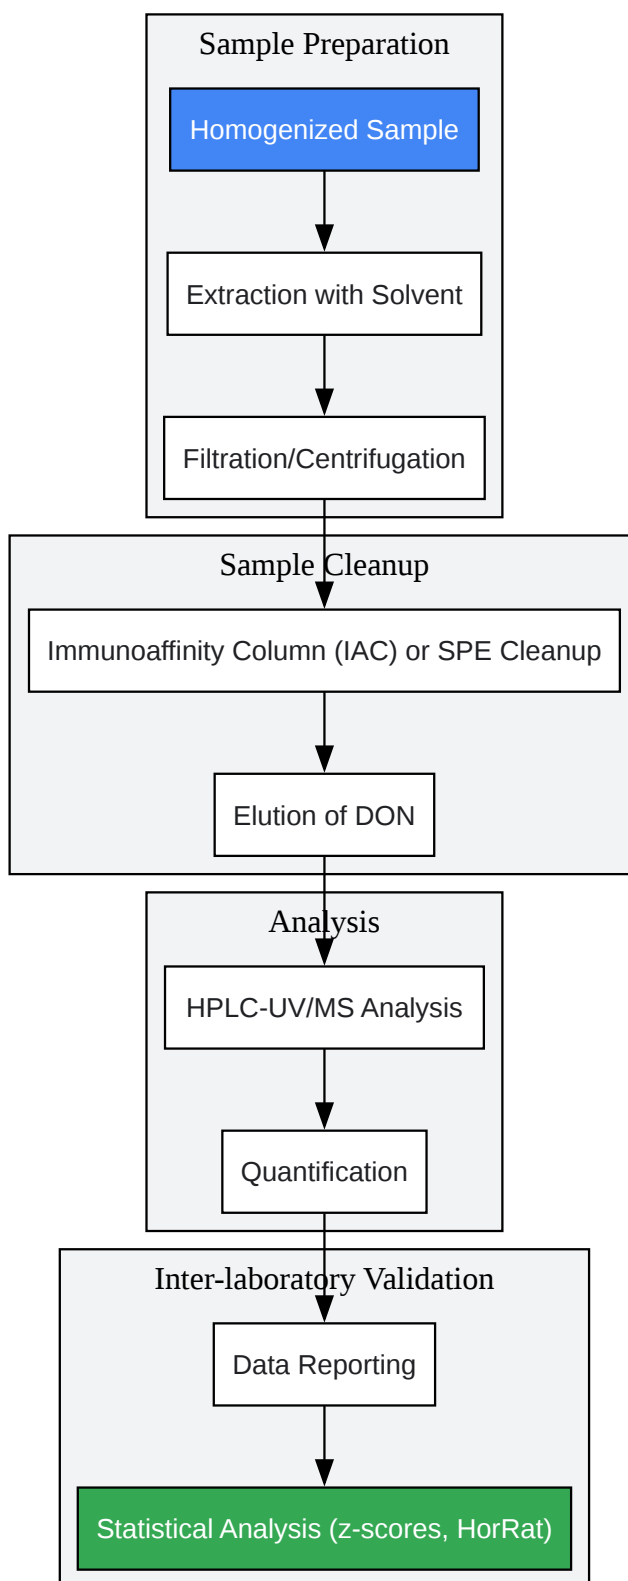 Sample Preparation
Homogenized Sample
Extraction with Solvent
Filtration/Centrifugation
Sample Cleanup
Immunoaffinity Column (IAC) or SPE Cleanup
Elution of DON
Analysis
HPLC-UV/MS Analysis
Quantification
Inter-laboratory Validation
Data Reporting
Statistical Analysis (z-scores, HorRat)